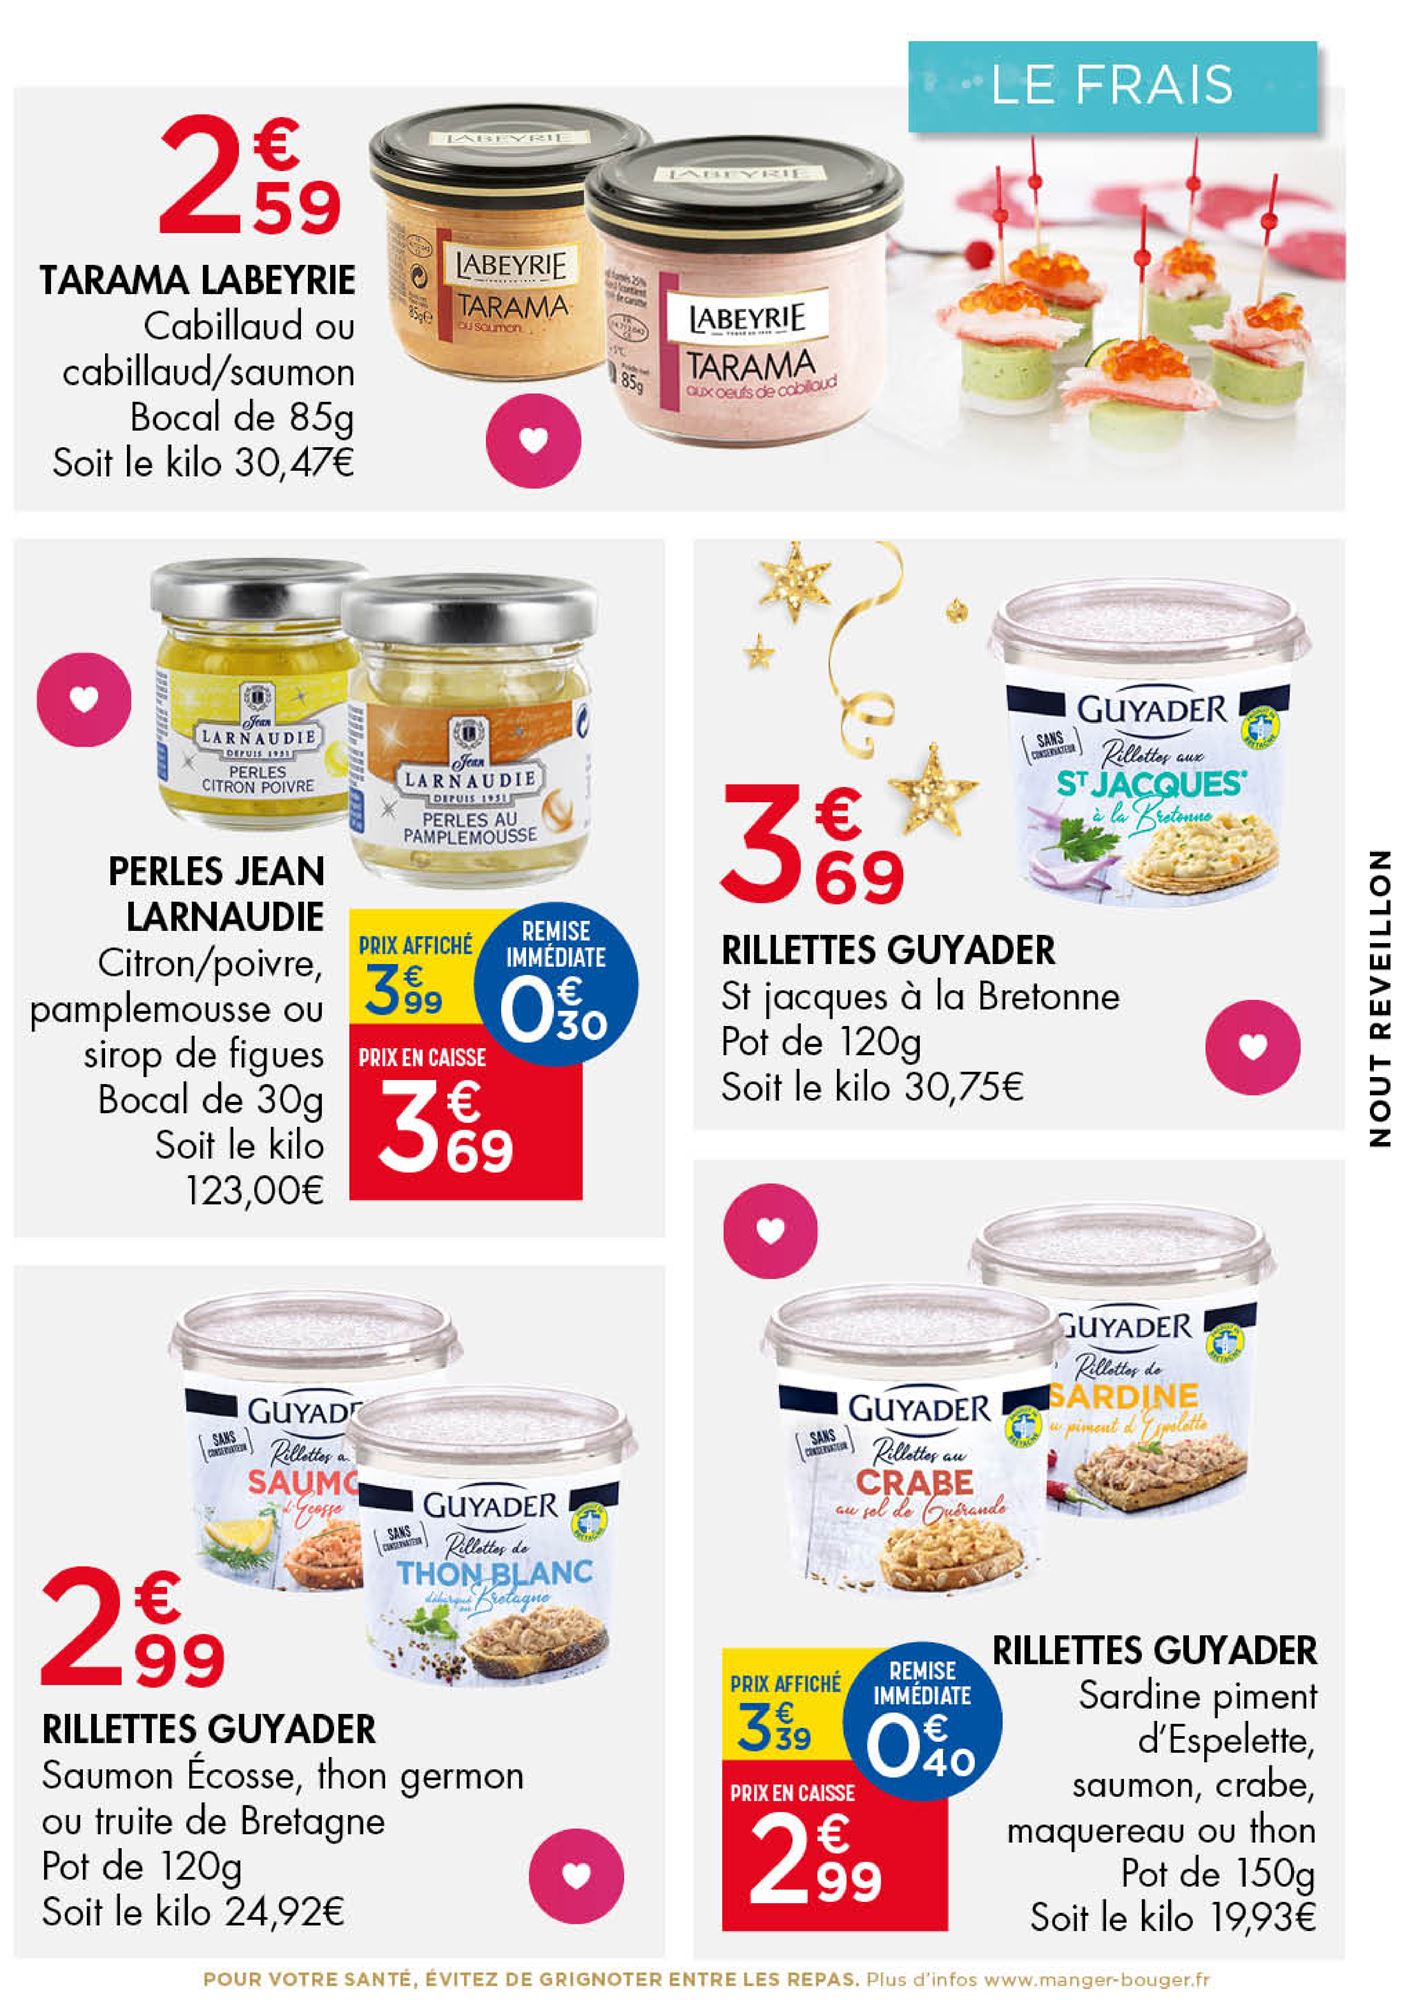 LE FRAIS
2€59
TARAMA LABEYRIE
Cabillaud ou
cabillaud/saumon
Bocal de 85g
Soit le kilo 30,47€
LABEYRIE
LABEYRIE
TARAMA
au saumon
85g
LABEYRIE
LABEYRIE
TARAMA
aux oeufs de cabillaud
85g
Jean
LARNAUDIE
DEPUIS 1951
PERLES
CITRON POIVRE
Jean
LARNAUDIE
DEPUIS 1951
PERLES AU
PAMPLEMOUSSE
PERLES JEAN
LARNAUDIE
Citron/poivre,
pamplemousse ou
sirop de figues
Bocal de 30g
Soit le kilo
123,00€
PRIX AFFICHÉ
3€99
REMISE
IMMÉDIATE
0€30
PRIX EN CAISSE
3€69
GUYADER
SANS
CONSERVATEUR
Rillettes aux
ST JACQUES*
à la Bretonne
3€69
RILLETTES GUYADER
St jacques à la Bretonne
Pot de 120g
Soit le kilo 30,75€
NOUT REVEILLON
GUYADE
SANS
CONSERVATEUR
Rillettes a
SAUMO
d'Ecosse
GUYADER
SANS
CONSERVATEUR
Rillettes de
THON BLANC
débarqué en Bretagne
2€99
RILLETTES GUYADER
Saumon Écosse, thon germon
ou truite de Bretagne
Pot de 120g
Soit le kilo 24,92€
GUYADER
Rillettes de
SARDINE
au piment d'Espelette
GUYADER
SANS
CONSERVATEUR
Rillettes au
CRABE
au sel de Guérande
PRIX AFFICHÉ
3€39
REMISE
IMMÉDIATE
0€40
PRIX EN CAISSE
2€99
RILLETTES GUYADER
Sardine piment
d'Espelette,
saumon, crabe,
maquereau ou thon
Pot de 150g
Soit le kilo 19,93€
POUR VOTRE SANTÉ, ÉVITEZ DE GRIGNOTER ENTRE LES REPAS. Plus d'infos www.manger-bouger.fr